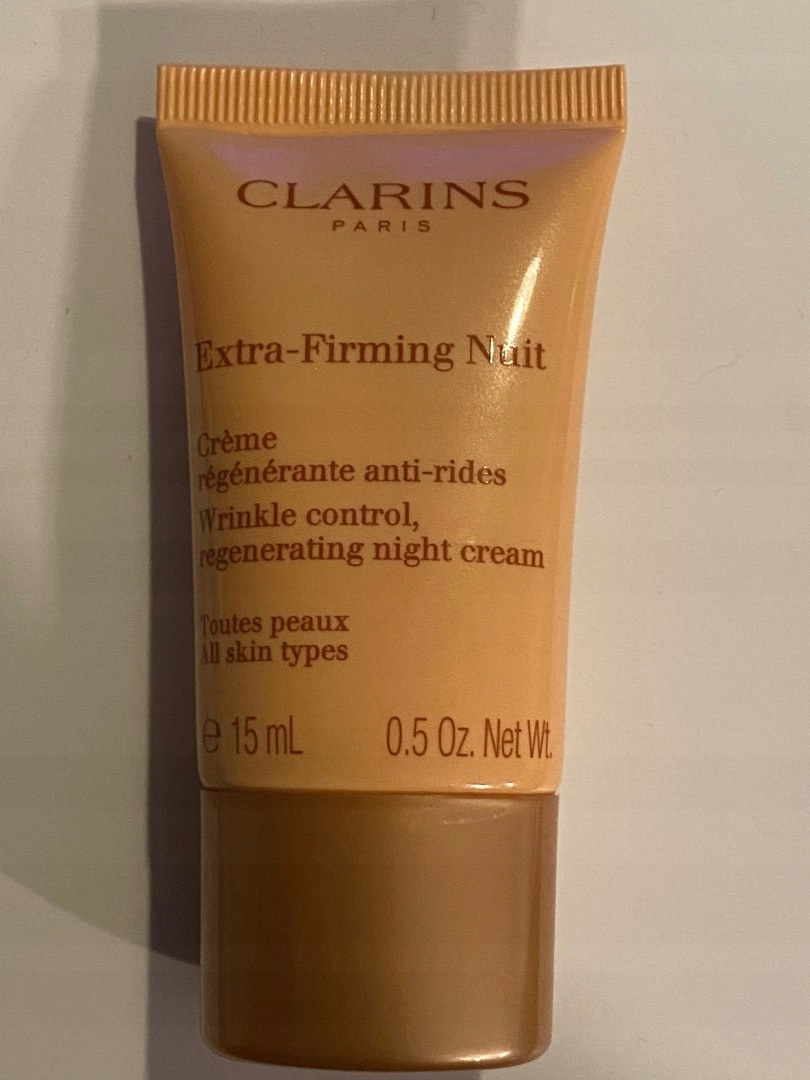 CLARINS
PARIS
Extra-Firming Nuit
Crème
régénérante anti-rides
Wrinkle control,
regenerating night cream
Toutes peaux
All skin types
℮ 15 mL 0.5 Oz. Net Wt.